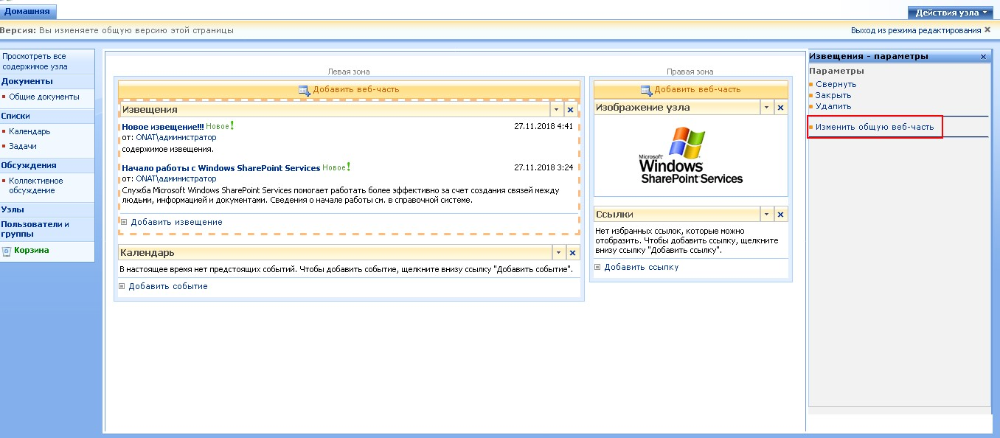 Домашняя
Действия узла
Версия: Вы изменяете общую версию этой страницы
Выход из режима редактирования
Просмотреть все
содержимое узла
Документы
Общие документы
Списки
Календарь
Задачи
Обсуждения
Коллективное
обсуждение
Узлы
Пользователи и
группы
Корзина
Левая зона
Добавить веб-часть
Извещения
Новое извещение!!! Новое!
27.11.2018 4:41
от: ONAT\администратор
содержимое извещения.
Начало работы с Windows SharePoint Services Новое!
27.11.2018 3:24
от: ONAT\администратор
Служба Microsoft Windows SharePoint Services помогает работать более эффективно за счет создания связей между
людьми, информацией и документами. Сведения о начале работы см. в справочной системе.
Добавить извещение
Календарь
В настоящее время нет предстоящих событий. Чтобы добавить событие, щелкните внизу ссылку "Добавить событие".
Добавить событие
Правая зона
Добавить веб-часть
Изображение узла
Microsoft
Windows
SharePoint Services
Ссылки
Нет избранных ссылок, которые можно
отобразить. Чтобы добавить ссылку, щелкните
внизу ссылку "Добавить ссылку".
Добавить ссылку
Извещения - параметры
Параметры
Свернуть
Закрыть
Удалить
Изменить общую веб-часть